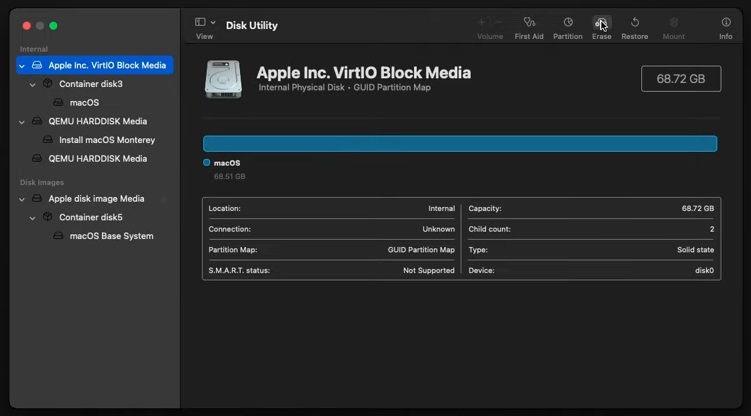 View
Disk Utility
Volume
First Aid
Partition
Erase
Restore
Mount
Info
Internal
Apple Inc. VirtIO Block Media
Container disk3
macOS
QEMU HARDDISK Media
Install macOS Monterey
QEMU HARDDISK Media
Disk Images
Apple disk image Media
Container disk5
macOS Base System
Apple Inc. VirtIO Block Media
Internal Physical Disk • GUID Partition Map
68.72 GB
macOS
68.51 GB
Location: Internal
Capacity: 68.72 GB
Connection: Unknown
Child count: 2
Partition Map: GUID Partition Map
Type: Solid state
S.M.A.R.T. status: Not Supported
Device: disk0